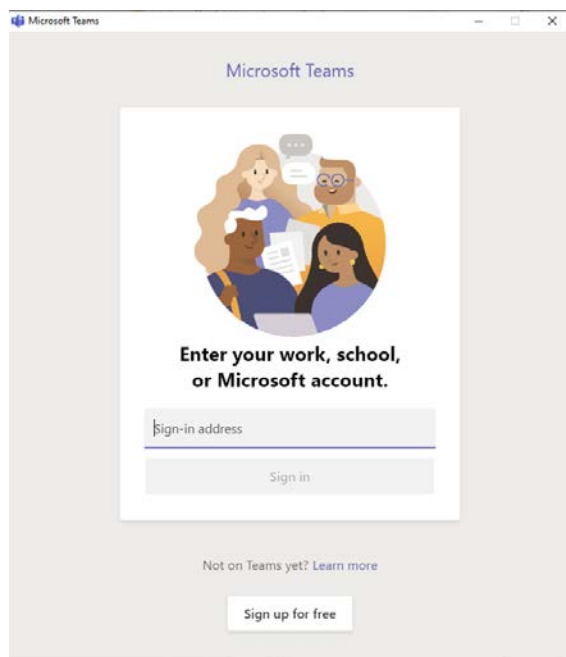 Microsoft Teams
Microsoft Teams
Enter your work, school,
or Microsoft account.
Sign-in address
Sign in
Not on Teams yet? Learn more
Sign up for free